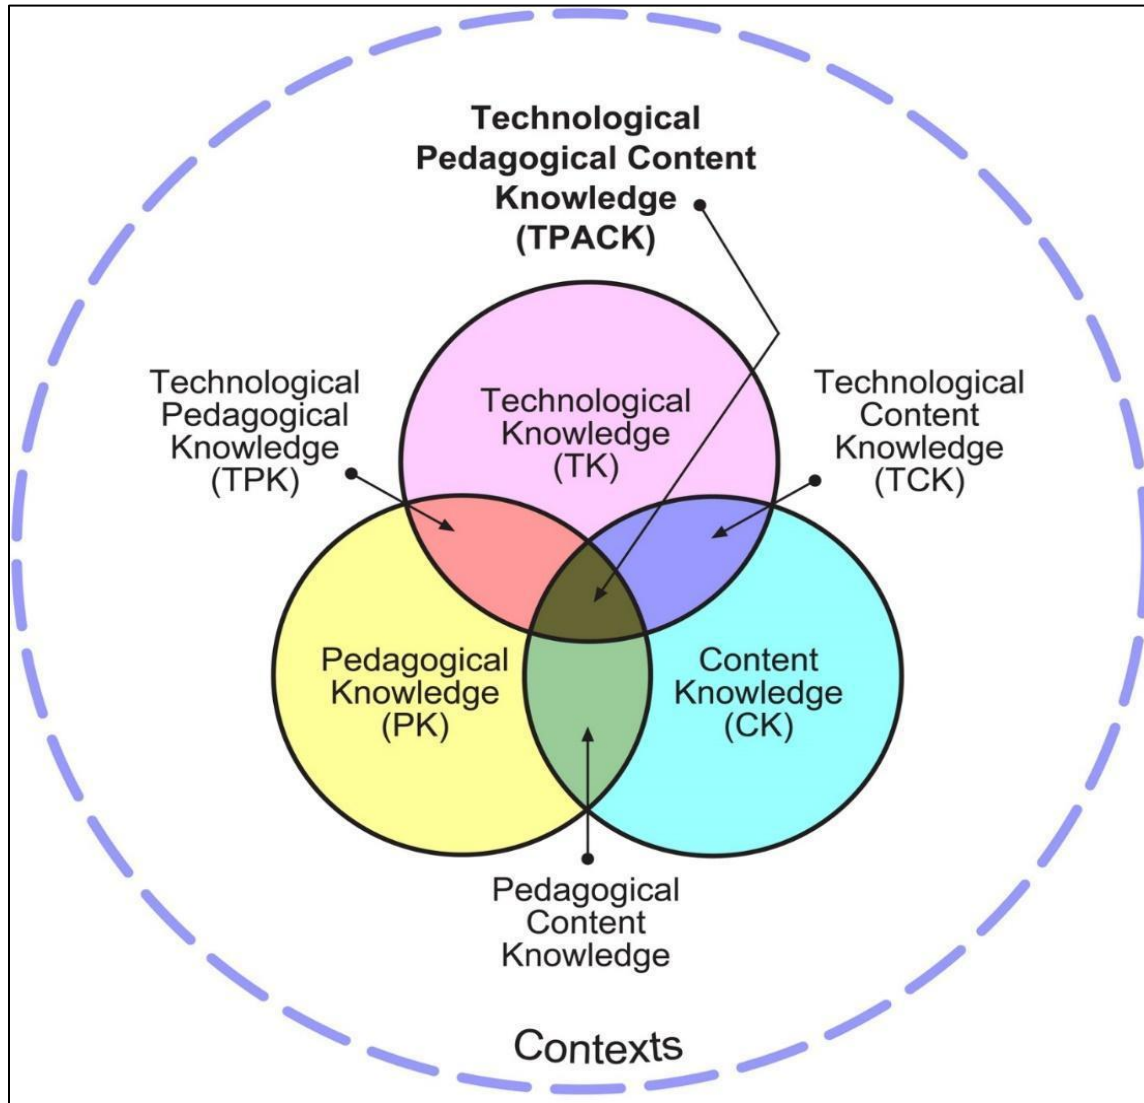 Technological
Pedagogical Content
Knowledge
(TPACK)
Technological
Pedagogical
Knowledge
(TPK)
Technological
Knowledge
(TK)
Technological
Content
Knowledge
(TCK)
Pedagogical
Knowledge
(PK)
Content
Knowledge
(CK)
Pedagogical
Content
Knowledge
Contexts